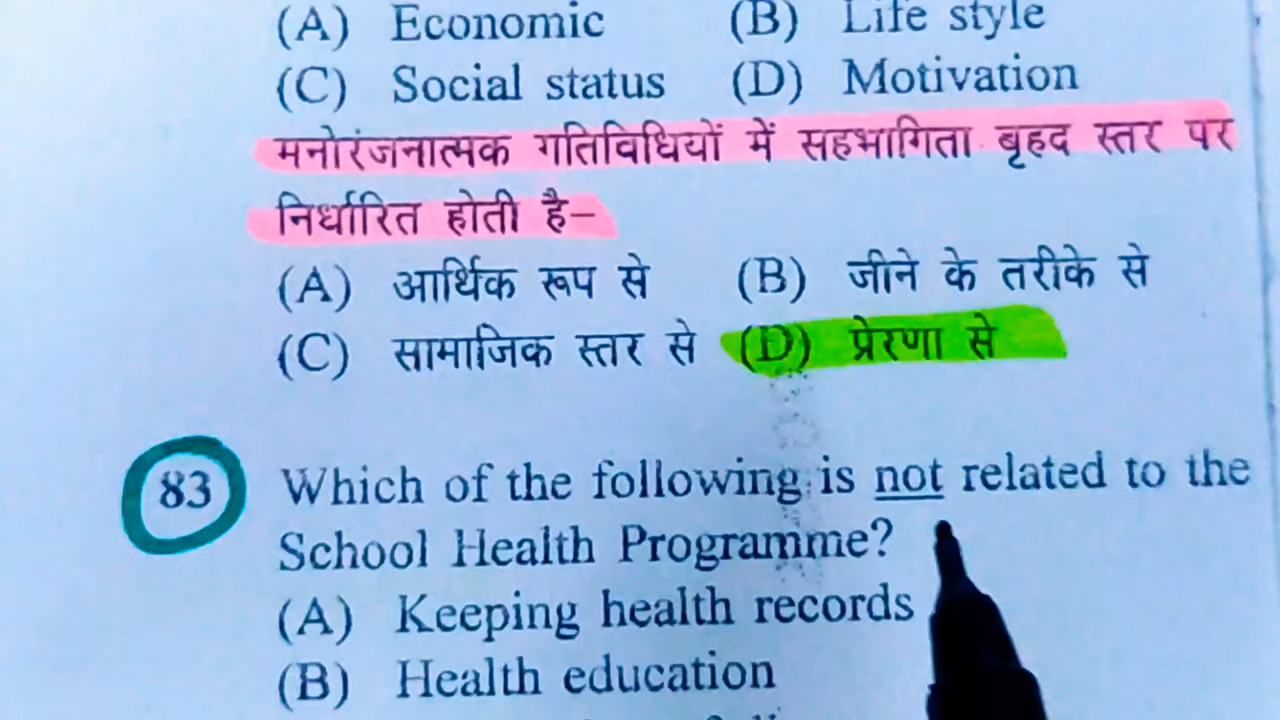 (A) Economic (B) Life style
(C) Social status (D) Motivation
मनोरंजनात्मक गतिविधियों में सहभागिता बृहद स्तर पर
निर्धारित होती है–
(A) आर्थिक रूप से (B) जीने के तरीके से
(C) सामाजिक स्तर से (D) प्रेरणा से
83 Which of the following is not related to the
School Health Programme?
(A) Keeping health records
(B) Health education